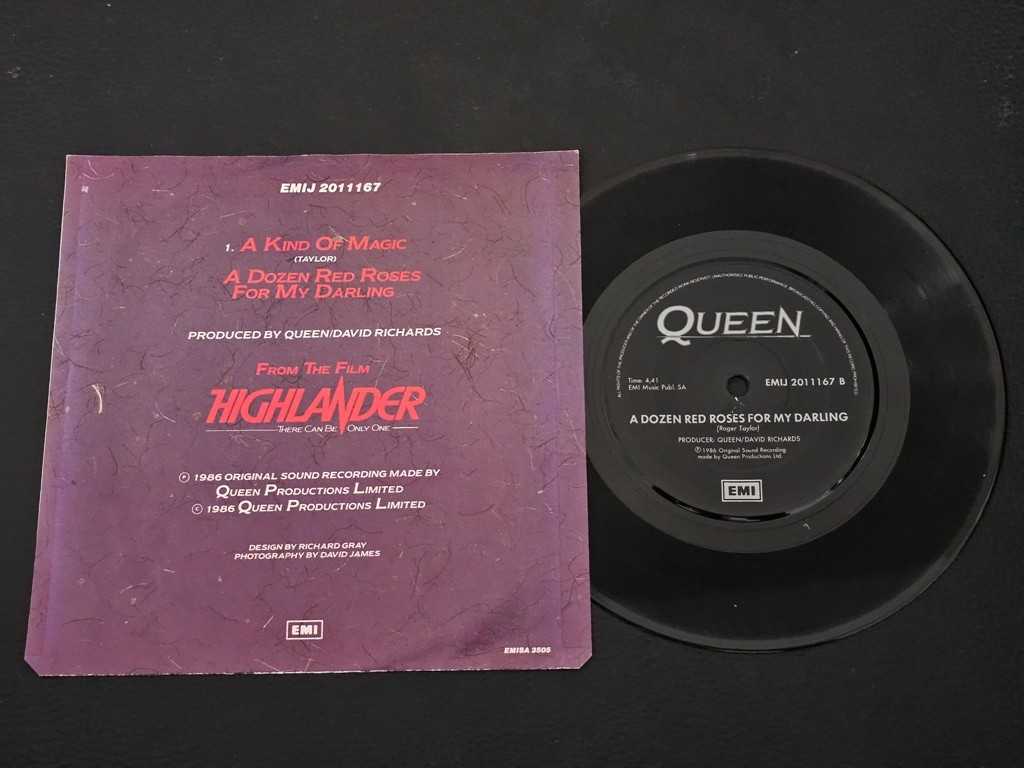 EMIJ 2011167
1. A KIND OF MAGIC
(TAYLOR)
A DOZEN RED ROSES
FOR MY DARLING
PRODUCED BY QUEEN/DAVID RICHARDS
FROM THE FILM
HIGHLANDER
THERE CAN BE ONLY ONE
℗ 1986 ORIGINAL SOUND RECORDING MADE BY
QUEEN PRODUCTIONS LIMITED
© 1986 QUEEN PRODUCTIONS LIMITED
DESIGN BY RICHARD GRAY
PHOTOGRAPHY BY DAVID JAMES
EMI
EMISA 3505
QUEEN
Time: 4,41
EMI Music Publ. SA
EMIJ 2011167 B
A DOZEN RED ROSES FOR MY DARLING
(Roger Taylor)
PRODUCER: QUEEN/DAVID RICHARDS
℗ 1986 Original Sound Recording
made by Queen Productions Ltd.
EMI